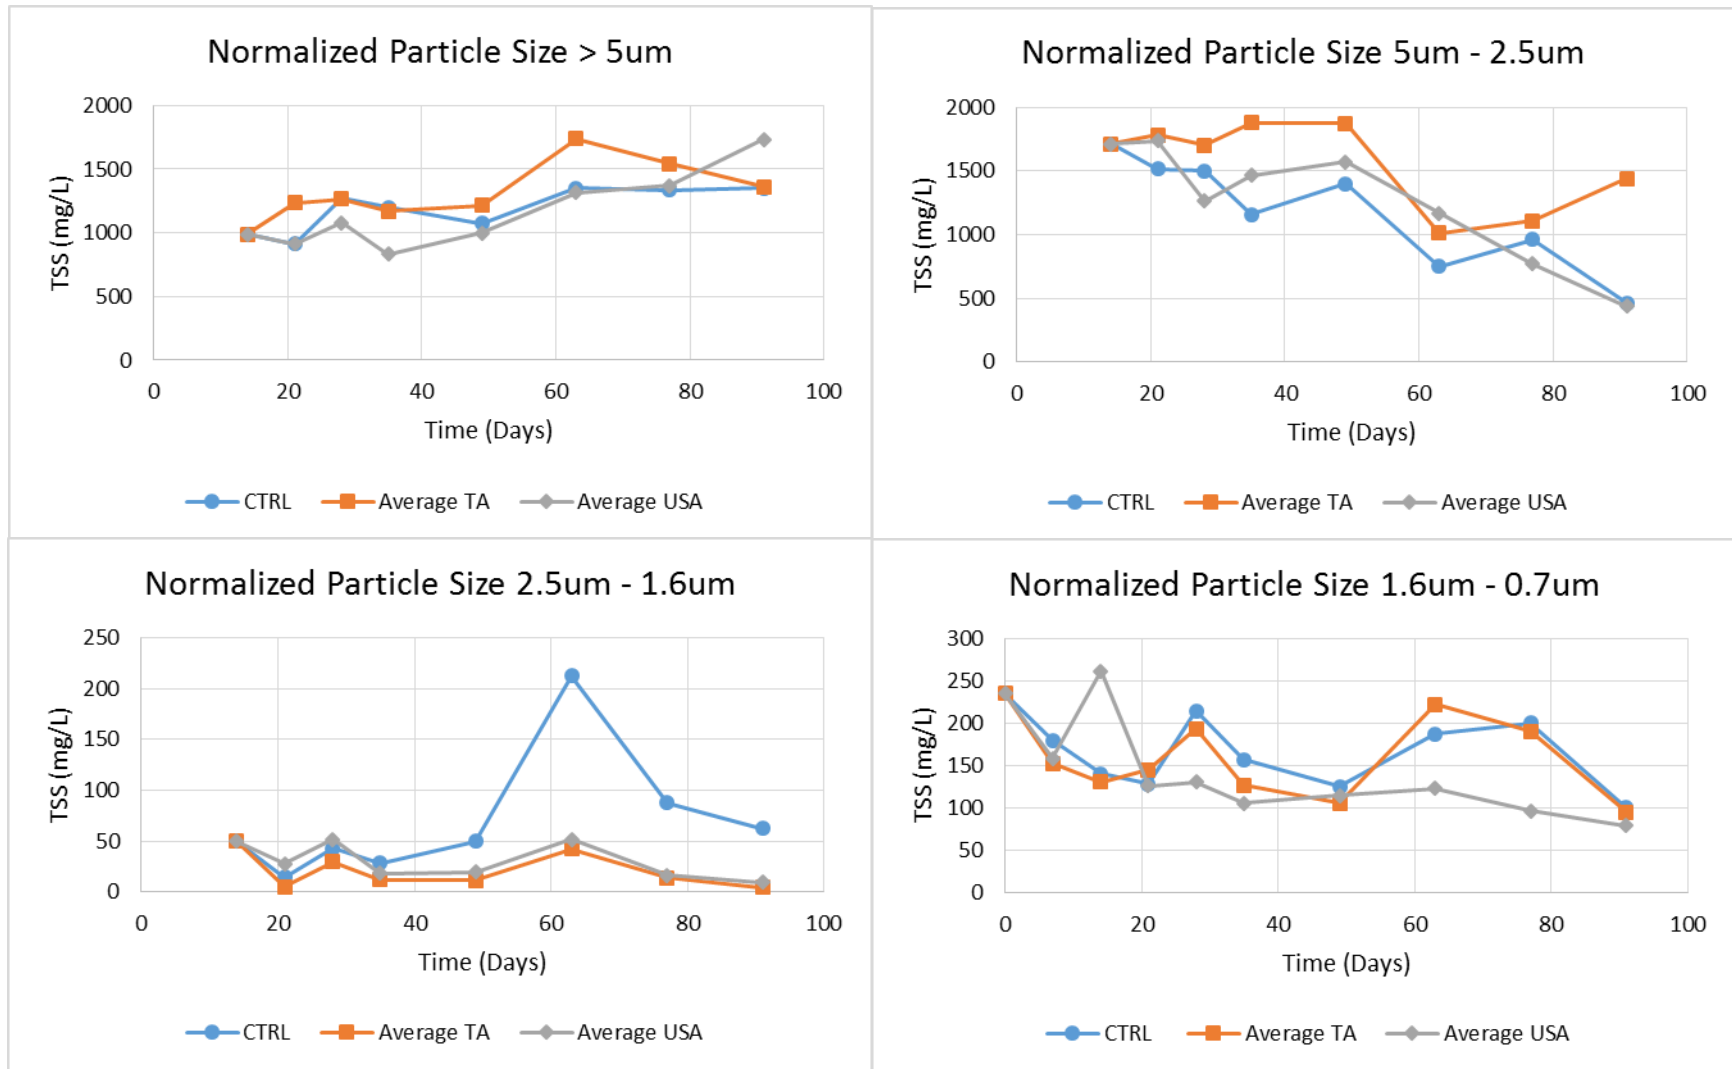 Normalized Particle Size > 5um
2000
1500
1000
500
0
TSS (mg/L)
0 20 40 60 80 100
Time (Days)
CTRL Average TA Average USA
Normalized Particle Size 5um - 2.5um
2000
1500
1000
500
0
TSS (mg/L)
0 20 40 60 80 100
Time (Days)
CTRL Average TA Average USA
Normalized Particle Size 2.5um - 1.6um
250
200
150
100
50
0
TSS (mg/L)
0 20 40 60 80 100
Time (Days)
CTRL Average TA Average USA
Normalized Particle Size 1.6um - 0.7um
300
250
200
150
100
50
0
TSS (mg/L)
0 20 40 60 80 100
Time (Days)
CTRL Average TA Average USA